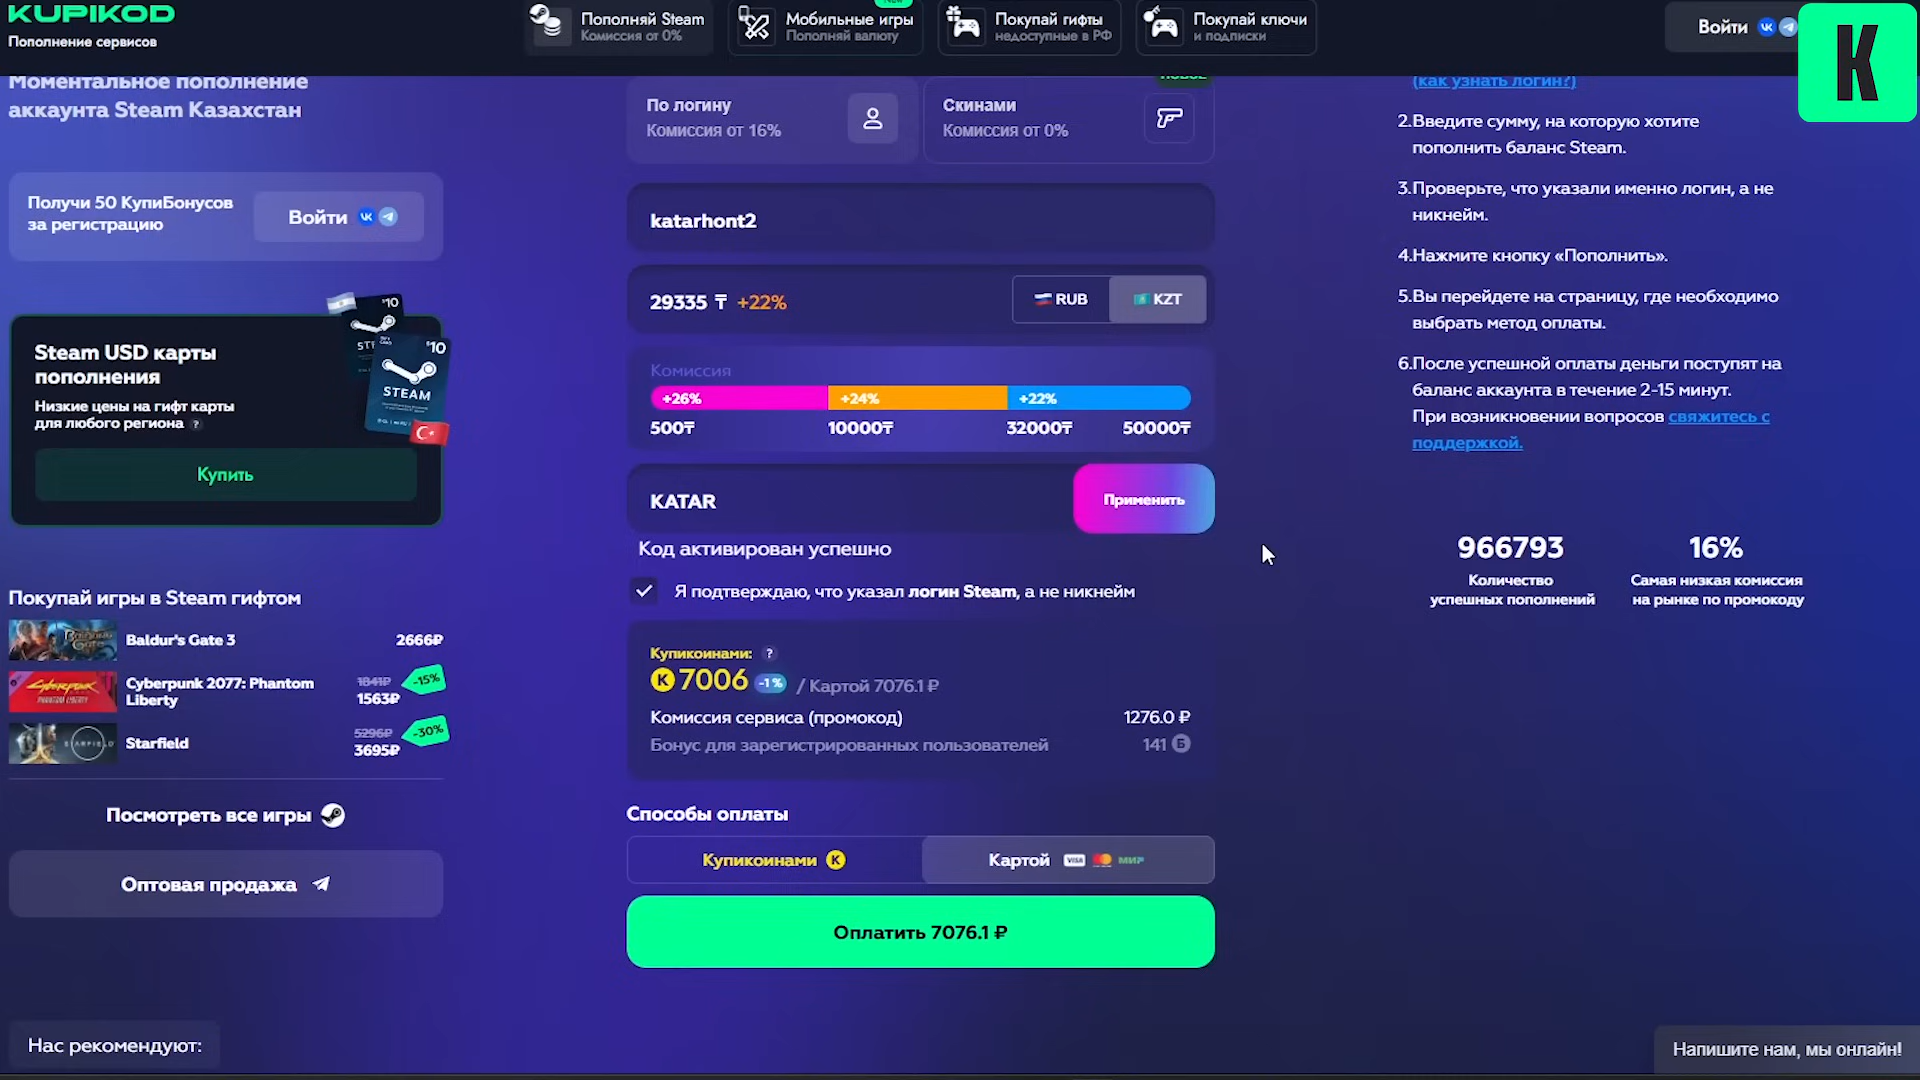 KUPIKOD
Пополнение сервисов
Пополняй Steam
Комиссия от 0%
Мобильные игры
Пополняй валюту
Покупай гифты
недоступные в РФ
Покупай ключи
и подписки
Войти
K
Моментальное пополнение
аккаунта Steam Казахстан
Получи 50 КупиБонусов
за регистрацию
Войти
Steam USD карты
пополнения
Низкие цены на гифт карты
для любого региона ?
$10
$10
STEAM
Купить
Покупай игры в Steam гифтом
Baldur's Gate 3
2666₽
Cyberpunk 2077: Phantom
Liberty
1841₽
1563₽
-15%
Starfield
5296₽
3695₽
-30%
Посмотреть все игры
Оптовая продажа
Нас рекомендуют:
По логину
Комиссия от 16%
Скинами
Комиссия от 0%
katarhont2
29335 ₸ +22%
RUB
KZT
Комиссия
+26%
+24%
+22%
500₸
10000₸
32000₸
50000₸
KATAR
Применить
Код активирован успешно
Я подтверждаю, что указал логин Steam, а не никнейм
Купикоинами: ?
K 7006 -1% / Картой 7076.1 ₽
Комиссия сервиса (промокод)
1276.0 ₽
Бонус для зарегистрированных пользователей
141 Б
Способы оплаты
Купикоинами K
Картой VISA МИР
Оплатить 7076.1 ₽
(как узнать логин?)
2.Введите сумму, на которую хотите
пополнить баланс Steam.
3.Проверьте, что указали именно логин, а не
никнейм.
4.Нажмите кнопку «Пополнить».
5.Вы перейдете на страницу, где необходимо
выбрать метод оплаты.
6.После успешной оплаты деньги поступят на
баланс аккаунта в течение 2-15 минут.
При возникновении вопросов свяжитесь с
поддержкой.
966793
Количество
успешных пополнений
16%
Самая низкая комиссия
на рынке по промокоду
Напишите нам, мы онлайн!